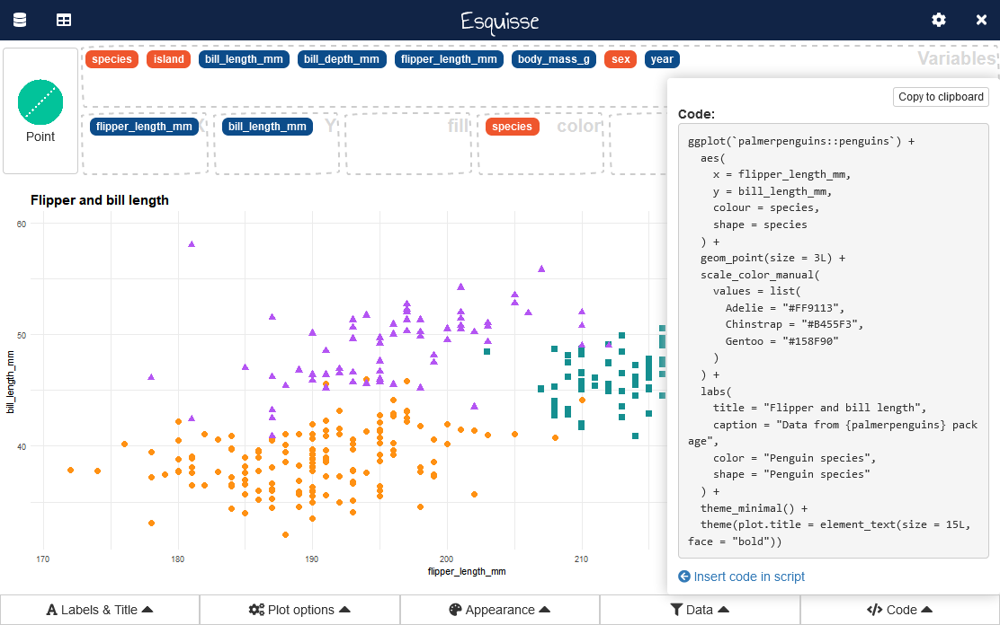 Esquisse
species island bill_length_mm bill_depth_mm flipper_length_mm body_mass_g sex year
Variables
Point
flipper_length_mm X bill_length_mm Y fill species color
Copy to clipboard
Code:
ggplot(`palmerpenguins::penguins`) +
aes(
x = flipper_length_mm,
y = bill_length_mm,
colour = species,
shape = species
) +
geom_point(size = 3L) +
scale_color_manual(
values = list(
Adelie = "#FF9113",
Chinstrap = "#B455F3",
Gentoo = "#158F90"
)
) +
labs(
title = "Flipper and bill length",
caption = "Data from {palmerpenguins} pack
age",
color = "Penguin species",
shape = "Penguin species"
) +
theme_minimal() +
theme(plot.title = element_text(size = 15L,
face = "bold"))
Insert code in script
Flipper and bill length
60
50
40
bill_length_mm
170 180 190 200 210
flipper_length_mm
Labels & Title Plot options Appearance Data </> Code